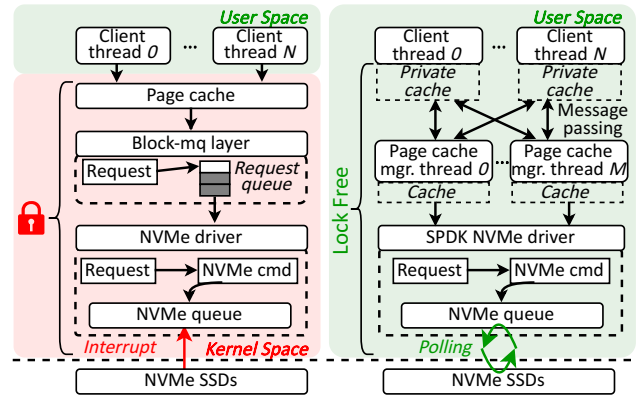 User Space
Client
thread 0
...
Client
thread N
Page cache
Block-mq layer
Request
Request
queue
NVMe driver
Request
NVMe cmd
NVMe queue
Interrupt
Kernel Space
NVMe SSDs
User Space
Client
thread 0
...
Client
thread N
Private
cache
Private
cache
Message
passing
Page cache
mgr. thread 0
...
Page cache
mgr. thread M
Cache
Cache
Lock Free
SPDK NVMe driver
Request
NVMe cmd
NVMe queue
Polling
NVMe SSDs